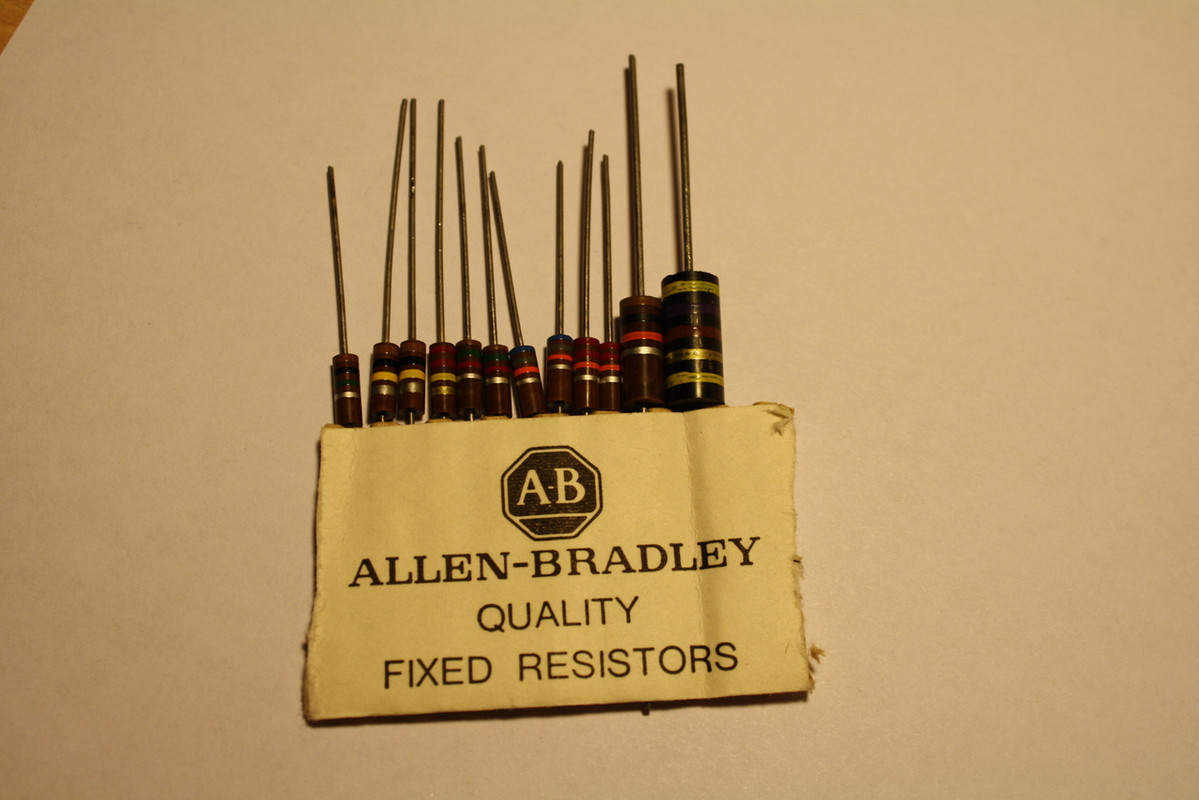 A-B
ALLEN-BRADLEY
QUALITY
FIXED RESISTORS